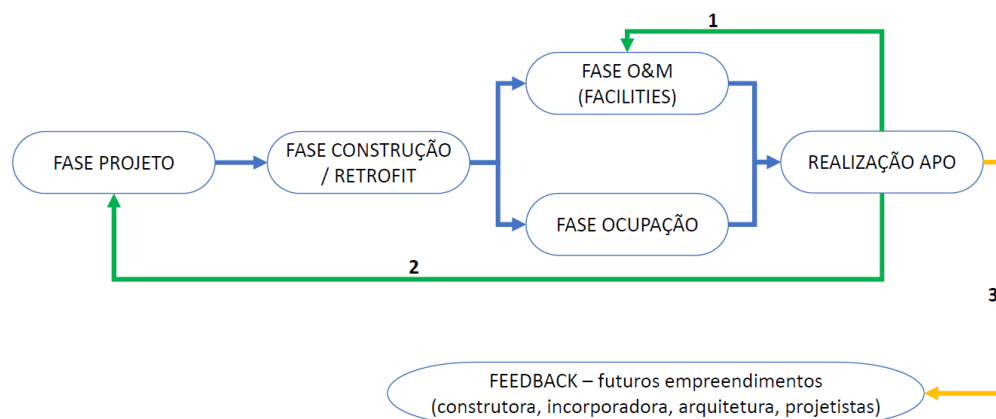 1
FASE O&M
(FACILITIES)
FASE PROJETO
FASE CONSTRUÇÃO
/ RETROFIT
REALIZAÇÃO APO
FASE OCUPAÇÃO
2
3
FEEDBACK – futuros empreendimentos
(construtora, incorporadora, arquitetura, projetistas)